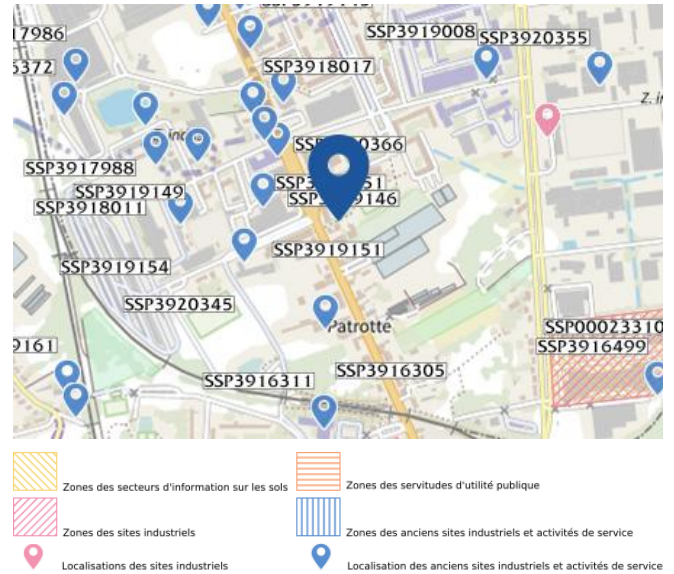 17986
SSP3919008
SSP3920355
6372
SSP3918017
Z. in
SSP3917988
SSP3919149
SSP3918011
SSP3919151
SSP3919154
SSP3920345
Patrotte
SSP00023310
9161
SSP3916499
SSP3916311
SSP3916305
Zones des secteurs d'information sur les sols
Zones des servitudes d'utilité publique
Zones des sites industriels
Zones des anciens sites industriels et activités de service
Localisations des sites industriels
Localisation des anciens sites industriels et activités de service